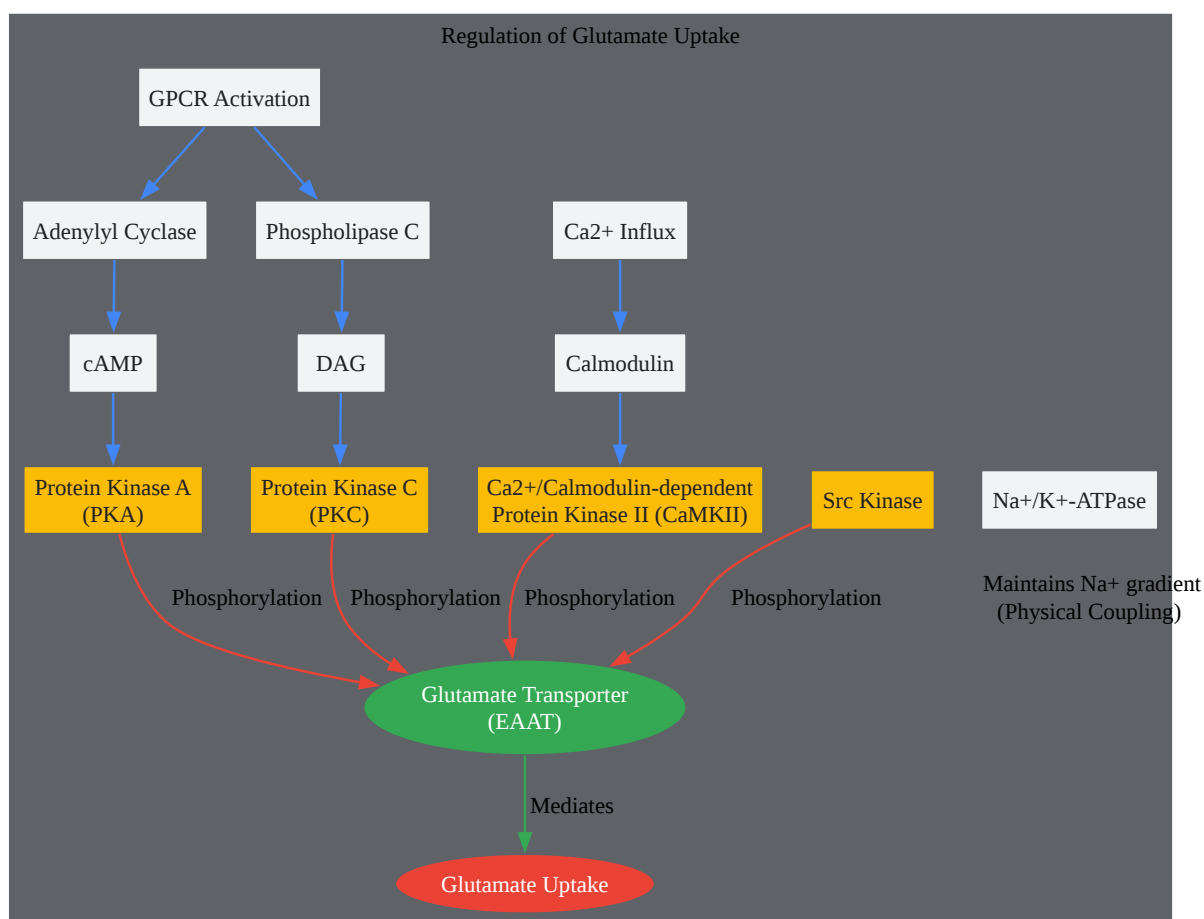 Regulation of Glutamate Uptake
GPCR Activation
Adenylyl Cyclase
Phospholipase C
Ca2+ Influx
cAMP
DAG
Calmodulin
Protein Kinase A
(PKA)
Protein Kinase C
(PKC)
Ca2+/Calmodulin-dependent
Protein Kinase II (CaMKII)
Src Kinase
Na+/K+-ATPase
Phosphorylation
Phosphorylation
Phosphorylation
Phosphorylation
Maintains Na+ gradient
(Physical Coupling)
Glutamate Transporter
(EAAT)
Mediates
Glutamate Uptake